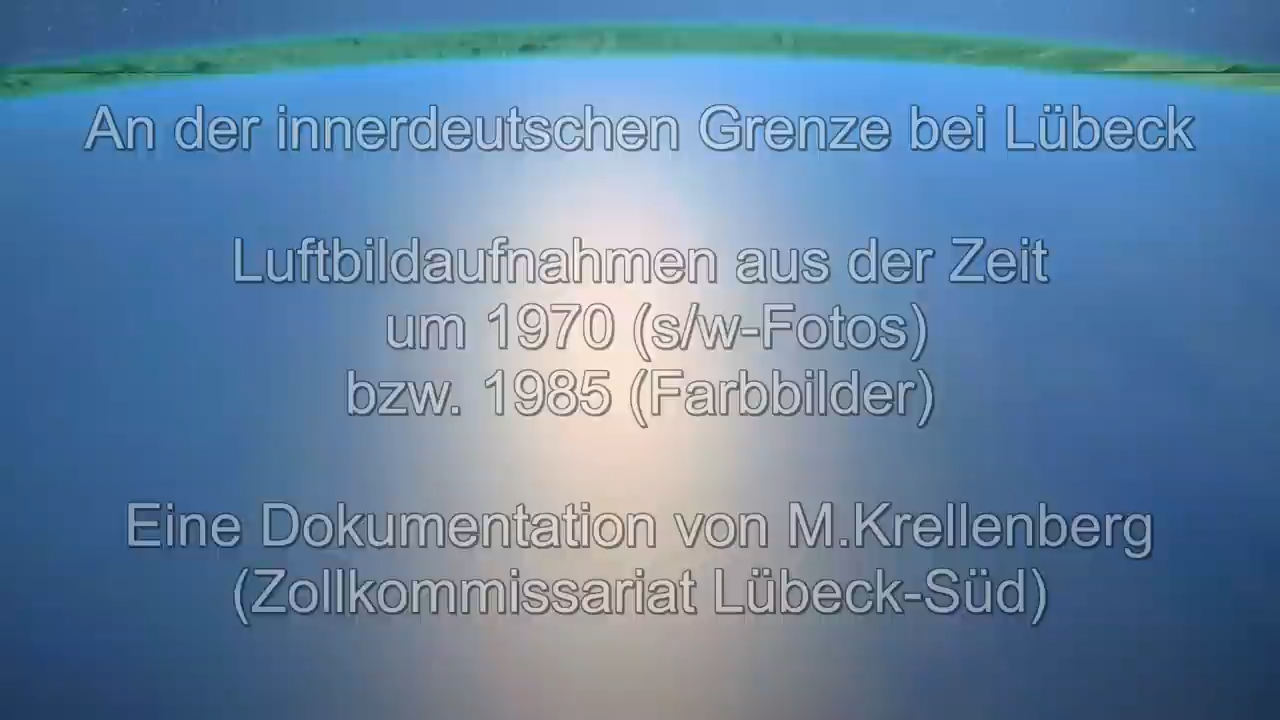 An der innerdeutschen Grenze bei Lübeck
Luftbildaufnahmen aus der Zeit
um 1970 (s/w-Fotos)
bzw. 1985 (Farbbilder)
Eine Dokumentation von M.Krellenberg
(Zollkommissariat Lübeck-Süd)